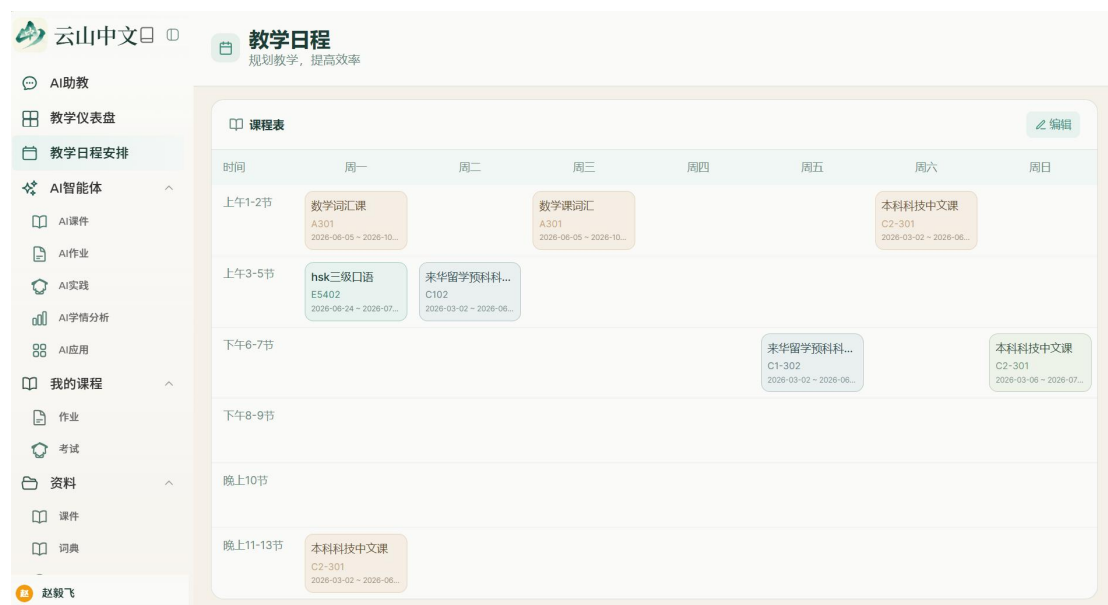 云山中文
AI助教
教学仪表盘
教学日程安排
AI智能体
AI课件
AI作业
AI实践
AI学情分析
AI应用
我的课程
作业
考试
资料
课件
词典
赵
赵毅飞
教学日程
规划教学，提高效率
课程表
编辑
时间 周一 周二 周三 周四 周五 周六 周日
上午1-2节
数学词汇课
A301
2026-06-05 ~ 2026-10...
数学课词汇
A301
2026-06-05 ~ 2026-10...
本科科技中文课
C2-301
2026-03-02 ~ 2026-06...
上午3-5节
hsk三级口语
E5402
2026-06-24 ~ 2026-07...
来华留学预科科...
C102
2026-03-02 ~ 2026-06...
下午6-7节
来华留学预科科...
C1-302
2026-03-02 ~ 2026-06...
本科科技中文课
C2-301
2026-03-06 ~ 2026-07...
下午8-9节
晚上10节
晚上11-13节
本科科技中文课
C2-301
2026-03-02 ~ 2026-06...